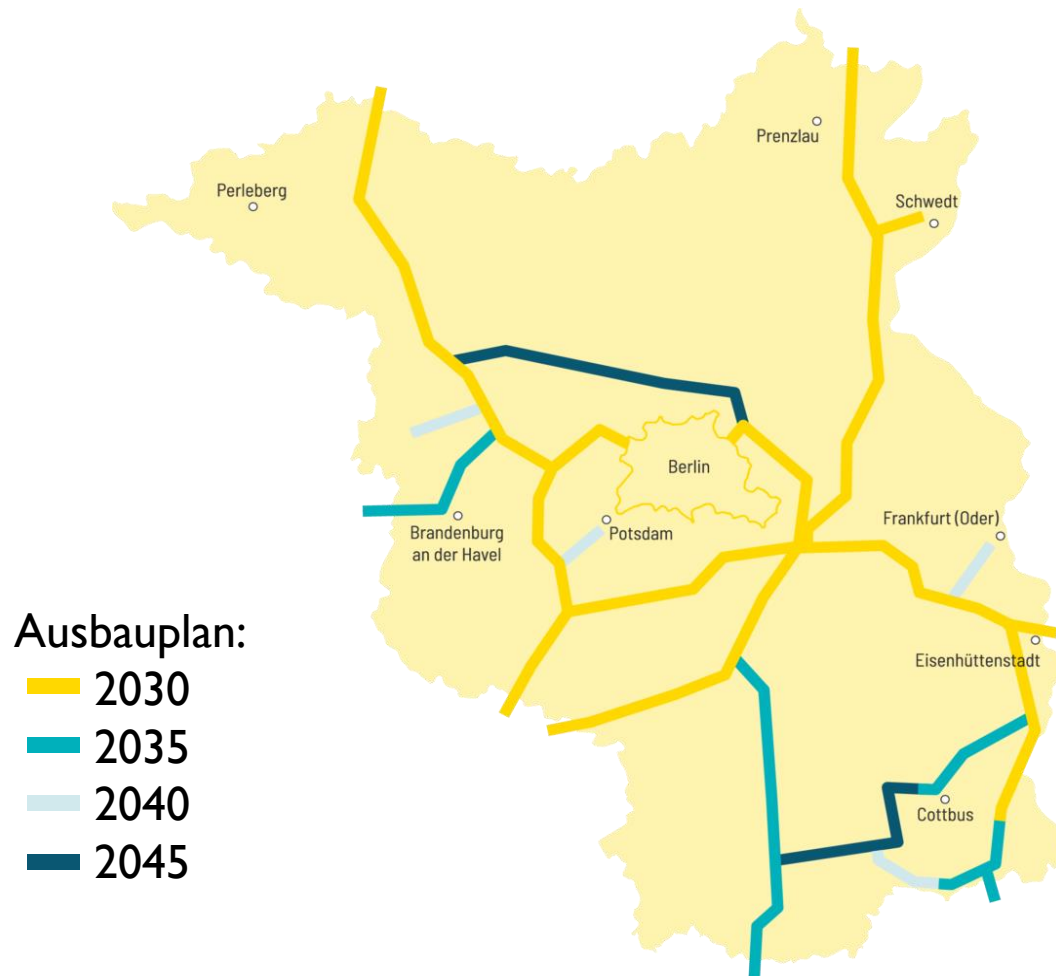 Prenzlau
Perleberg
Schwedt
Berlin
Frankfurt (Oder)
Brandenburg
an der Havel
Potsdam
Eisenhüttenstadt
Cottbus
Ausbauplan:
2030
2035
2040
2045